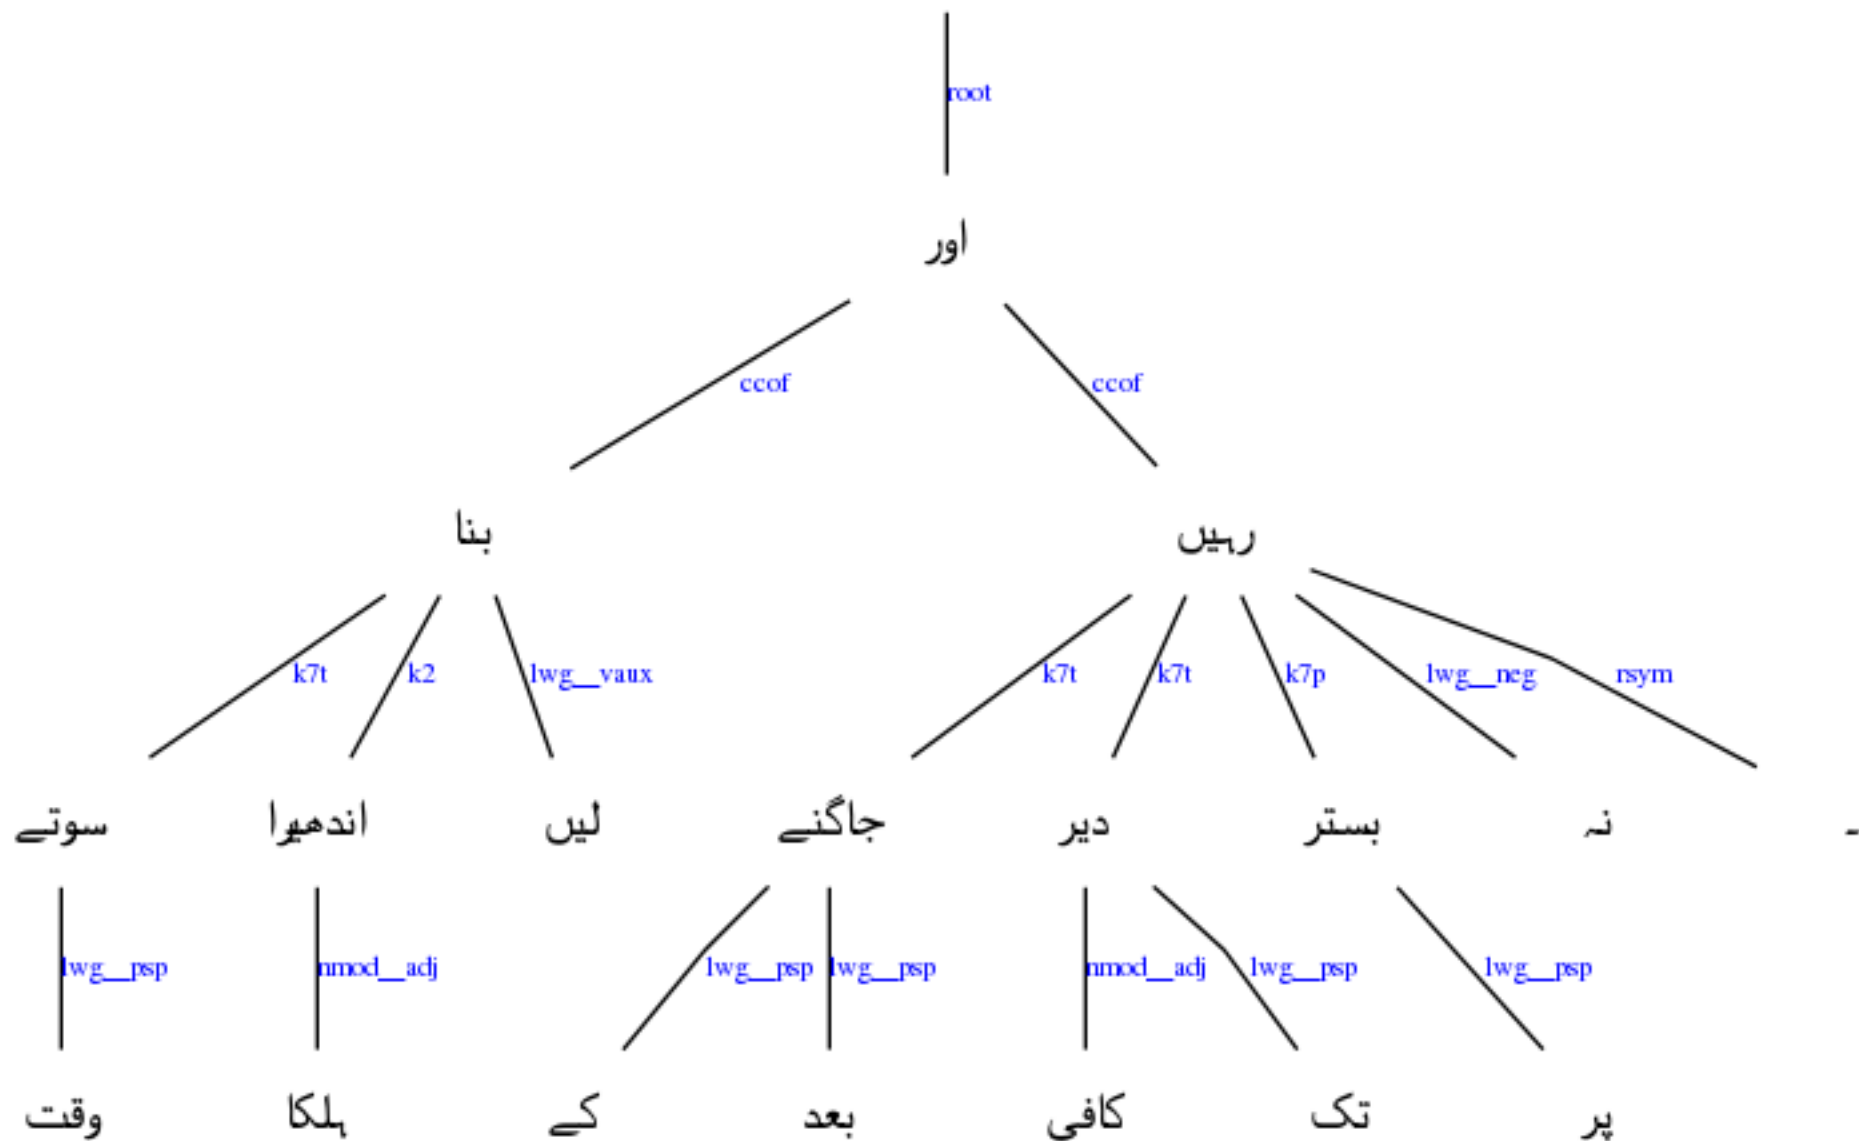 root
اور
ccof ccof
بنا رہیں
k7t k2 lwg__vaux k7t k7t k7p lwg__neg rsym
سوتے اندھیرا لیں جاگنے دیر بستر نہ ۔
lwg__psp nmod__adj lwg__psp lwg__psp nmod__adj lwg__psp lwg__psp
وقت ہلکا کے بعد کافی تک پر